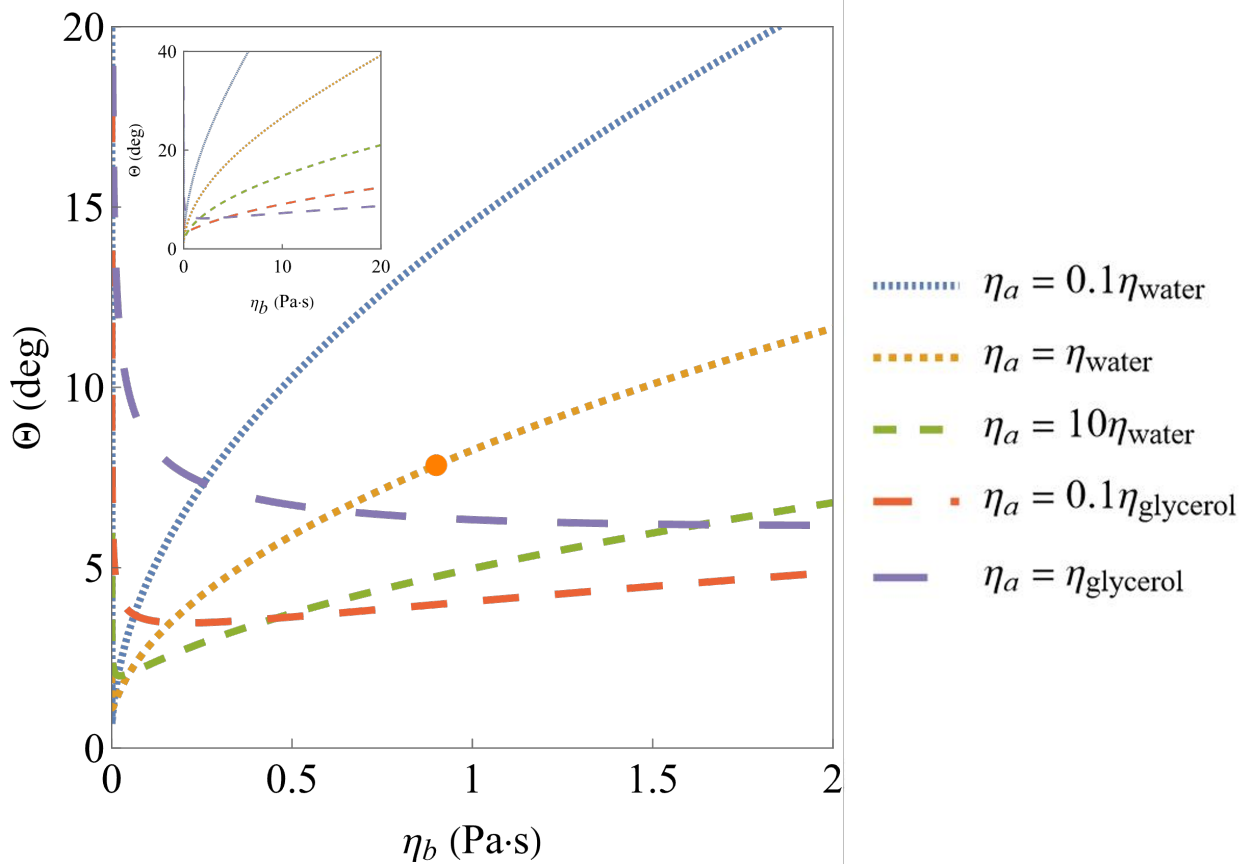 20
15
10
5
0
0
0.5
1
1.5
2
Θ (deg)
η_b (Pa·s)
40
20
0
0
10
20
Θ (deg)
η_b (Pa·s)
η_a = 0.1η_water
η_a = η_water
η_a = 10η_water
η_a = 0.1η_glycerol
η_a = η_glycerol